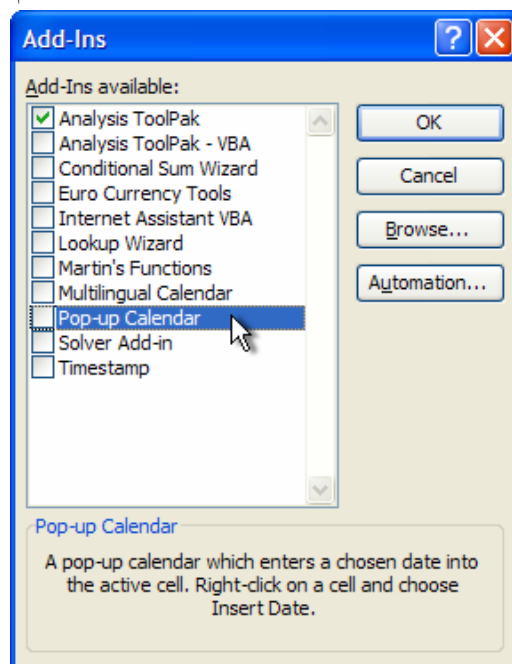 Add-Ins
Add-Ins available:
Analysis ToolPak
Analysis ToolPak - VBA
Conditional Sum Wizard
Euro Currency Tools
Internet Assistant VBA
Lookup Wizard
Martin's Functions
Multilingual Calendar
Pop-up Calendar
Solver Add-in
Timestamp
OK
Cancel
Browse...
Automation...
Pop-up Calendar
A pop-up calendar which enters a chosen date into
the active cell. Right-click on a cell and choose
Insert Date.